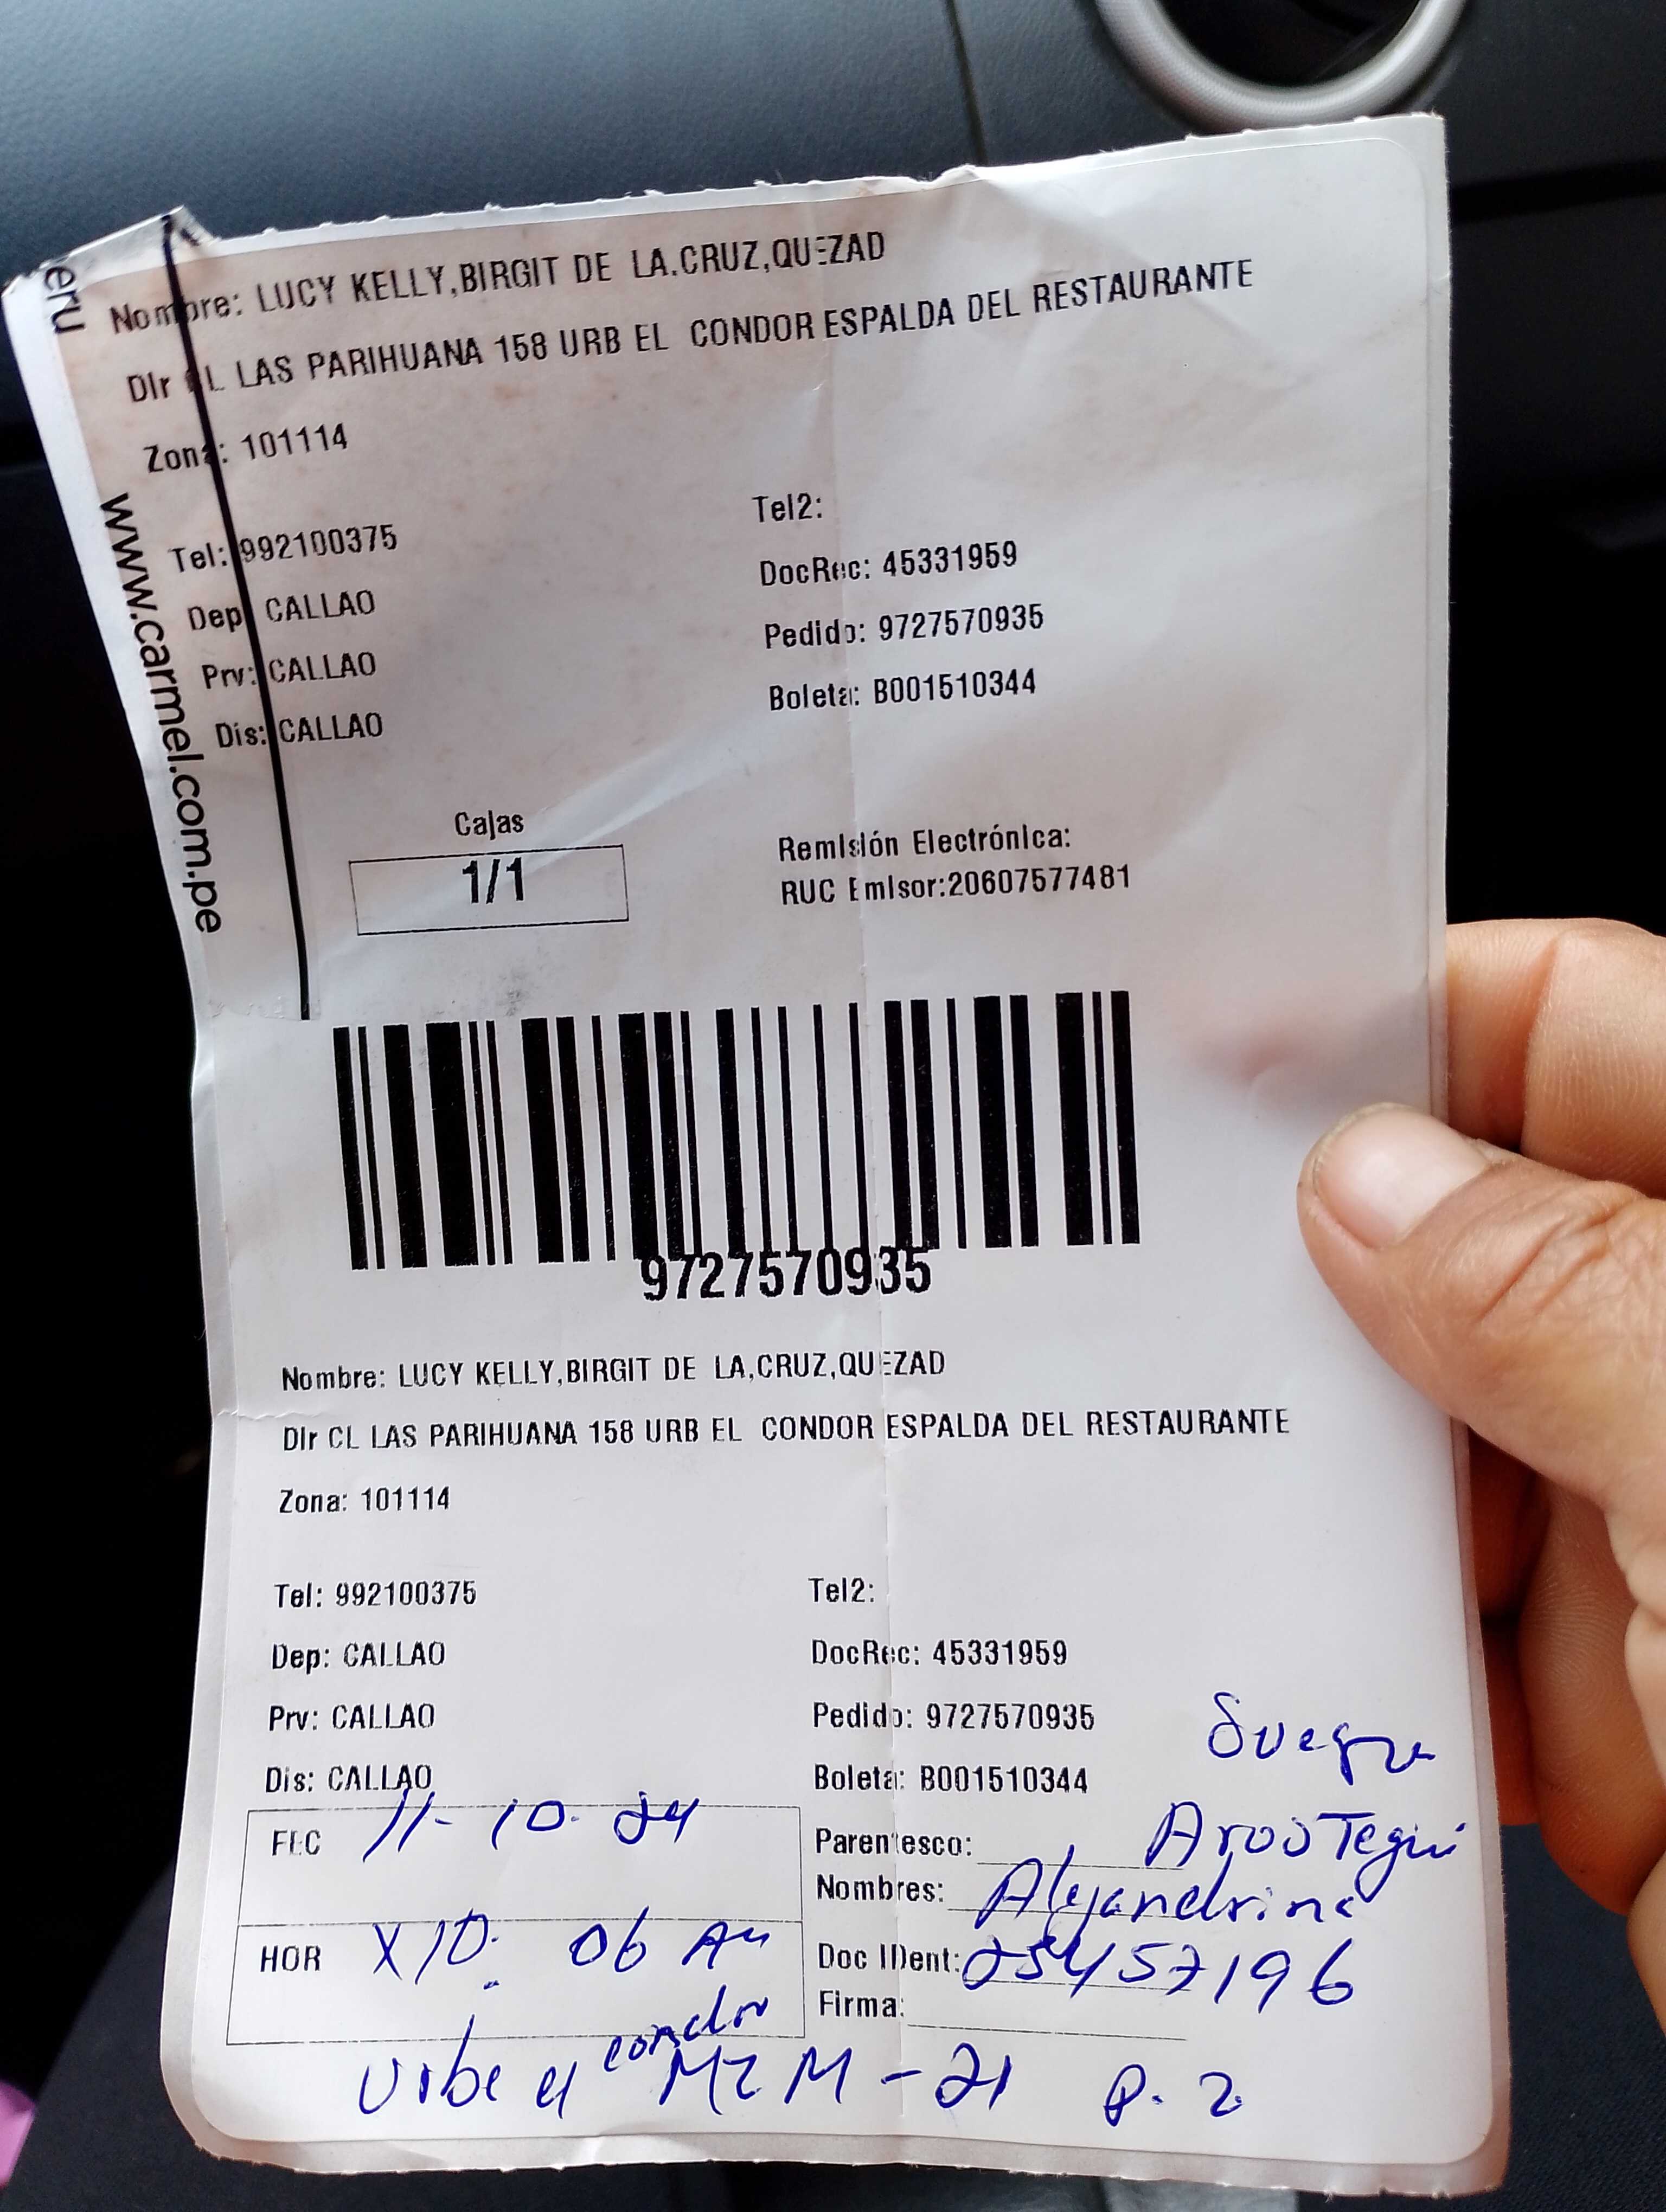 eru
www.carmel.com.pe
Nombre: LUCY KELLY,BIRGIT DE LA,CRUZ,QUEZAD
Dir CL LAS PARIHUANA 158 URB EL CONDOR ESPALDA DEL RESTAURANTE
Zona: 101114
Tel: 992100375 Tel2:
Dep: CALLAO DocRec: 45331959
Prv: CALLAO Pedido: 9727570935
Dis: CALLAO Boleta: B001510344
Cajas
1/1
Remisión Electrónica:
RUC Emisor:20607577481
9727570935
Nombre: LUCY KELLY,BIRGIT DE LA,CRUZ,QUEZAD
Dir CL LAS PARIHUANA 158 URB EL CONDOR ESPALDA DEL RESTAURANTE
Zona: 101114
Tel: 992100375 Tel2:
Dep: CALLAO DocRec: 45331959
Prv: CALLAO Pedido: 9727570935
Dis: CALLAO Boleta: B001510344
Suegra
FEC 11-10-24
Parentesco: AroosTegui
Nombres: Alejandrina
HOR X10: 06 AM
Doc IDent: 25457196
Firma:
Urbe el condor MZ M-21 P. 2